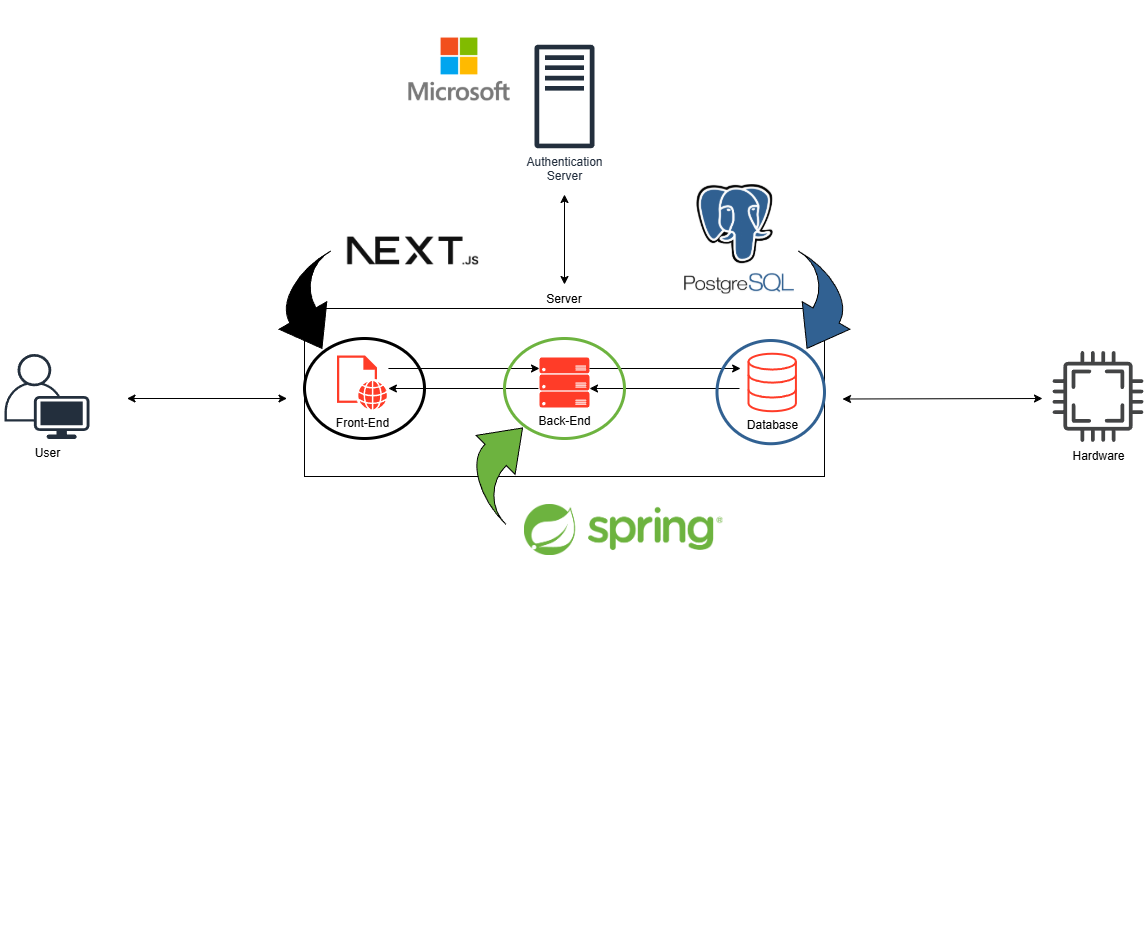 Microsoft
Authentication
Server
NEXT.JS
PostgreSQL
Server
Front-End
Back-End
Database
User
Hardware
spring®